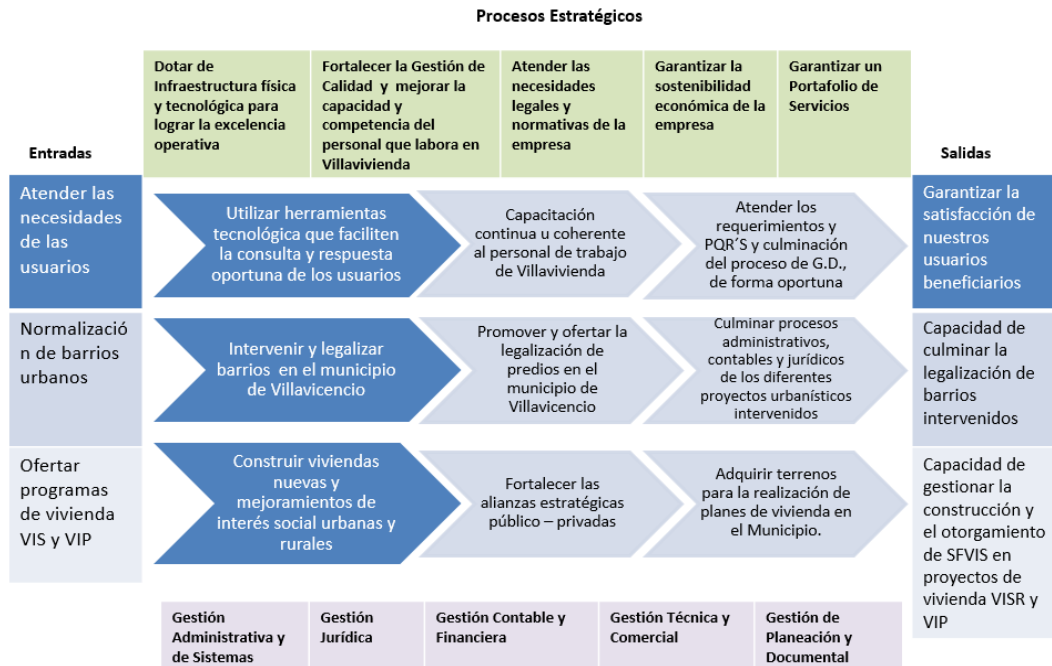 Procesos Estratégicos
Dotar de
Infraestructura física
y tecnológica para
lograr la excelencia
operativa
Fortalecer la Gestión de
Calidad y mejorar la
capacidad y
competencia del
personal que labora en
Villavivienda
Atender las
necesidades
legales y
normativas de la
empresa
Garantizar la
sostenibilidad
económica de la
empresa
Garantizar un
Portafolio de
Servicios
Entradas
Salidas
Atender las
necesidades
de las
usuarios
Utilizar herramientas
tecnológica que faciliten
la consulta y respuesta
oportuna de los usuarios
Capacitación
continua u coherente
al personal de trabajo
de Villavivienda
Atender los
requerimientos y
PQR´S y culminación
del proceso de G.D.,
de forma oportuna
Garantizar la
satisfacción de
nuestros
usuarios
beneficiarios
Normalizació
n de barrios
urbanos
Intervenir y legalizar
barrios en el municipio
de Villavicencio
Promover y ofertar la
legalización de
predios en el
municipio de
Villavicencio
Culminar procesos
administrativos,
contables y jurídicos
de los diferentes
proyectos urbanísticos
intervenidos
Capacidad de
culminar la
legalización de
barrios
intervenidos
Ofertar
programas
de vivienda
VIS y VIP
Construir viviendas
nuevas y
mejoramientos de
interés social urbanas y
rurales
Fortalecer las
alianzas estratégicas
público – privadas
Adquirir terrenos
para la realización de
planes de vivienda en
el Municipio.
Capacidad de
gestionar la
construcción y
el otorgamiento
de SFVIS en
proyectos de
vivienda VISR y
VIP
Gestión
Administrativa y
de Sistemas
Gestión
Jurídica
Gestión Contable y
Financiera
Gestión Técnica y
Comercial
Gestión de
Planeación y
Documental